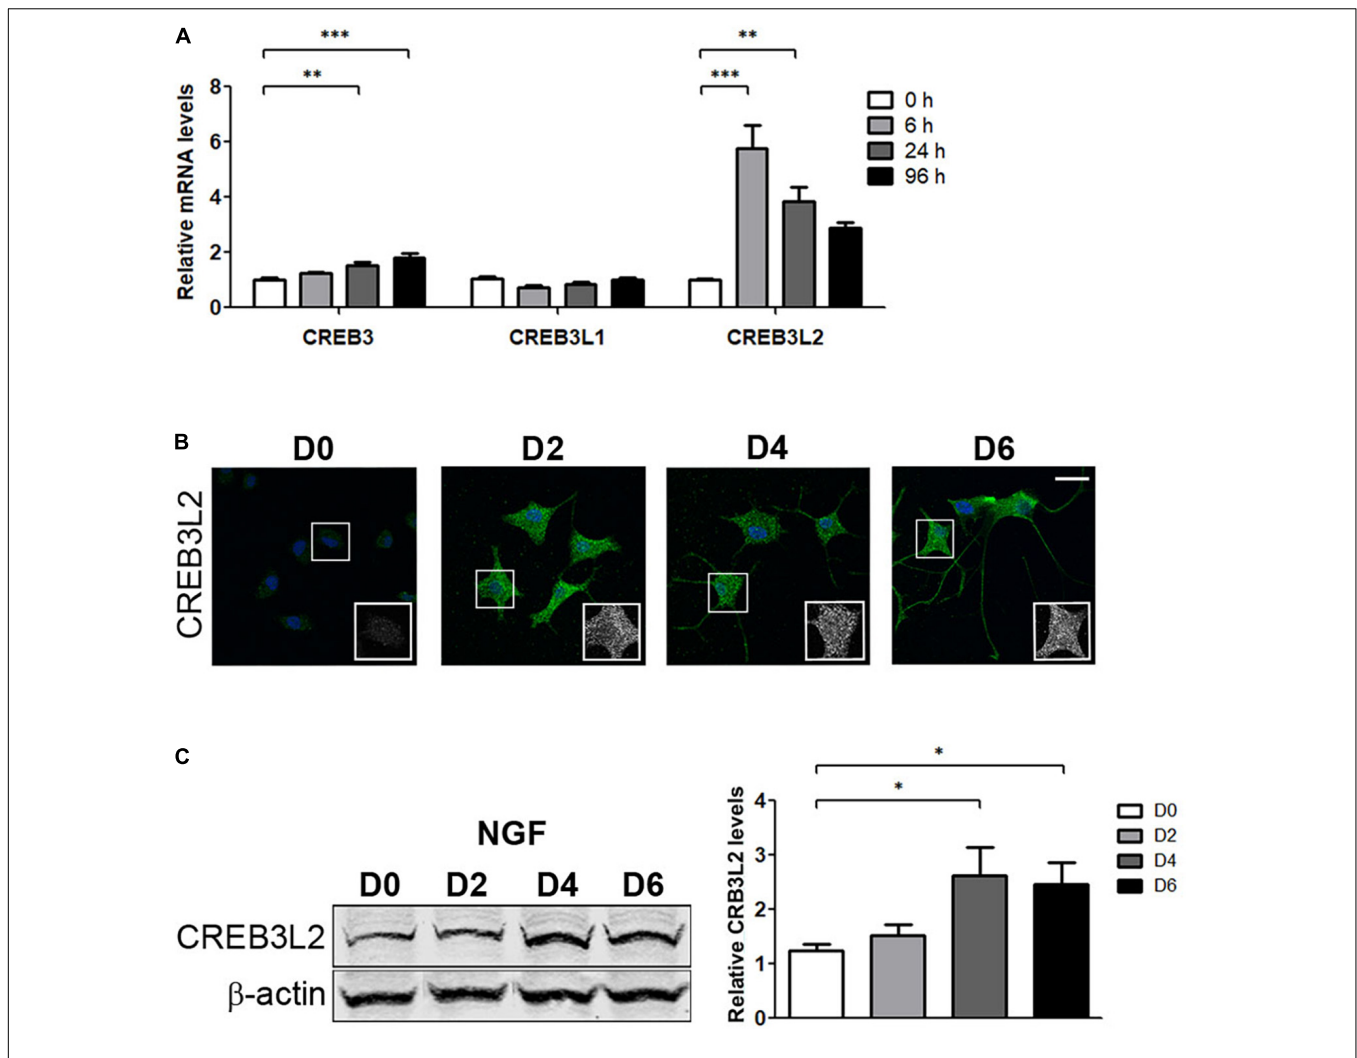 A
***
**
**
***
8
6
4
2
0
Relative mRNA levels
0 h
6 h
24 h
96 h
CREB3
CREB3L1
CREB3L2
B
D0
D2
D4
D6
CREB3L2
C
NGF
D0
D2
D4
D6
CREB3L2
β-actin
*
*
4
3
2
1
0
Relative CRB3L2 levels
D0
D2
D4
D6